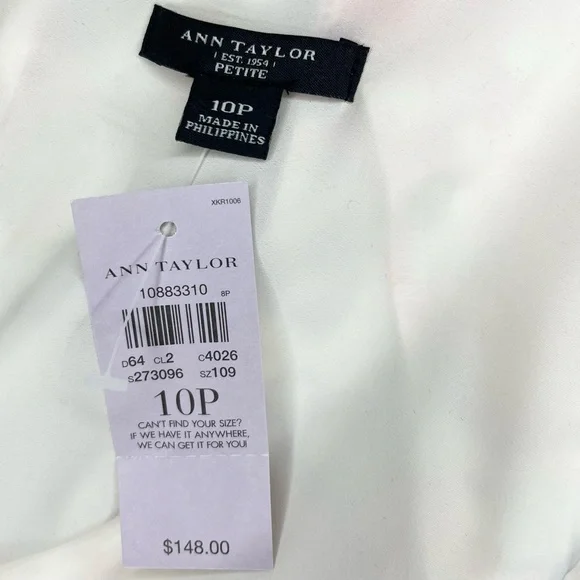 ANN TAYLOR
EST. 1954
PETITE
10P
MADE IN
PHILIPPINES
XKR1006
ANN TAYLOR
10883310 8P
D64 CL2 C4026
S273096 SZ109
10P
CAN'T FIND YOUR SIZE?
IF WE HAVE IT ANYWHERE,
WE CAN GET IT FOR YOU!
$148.00